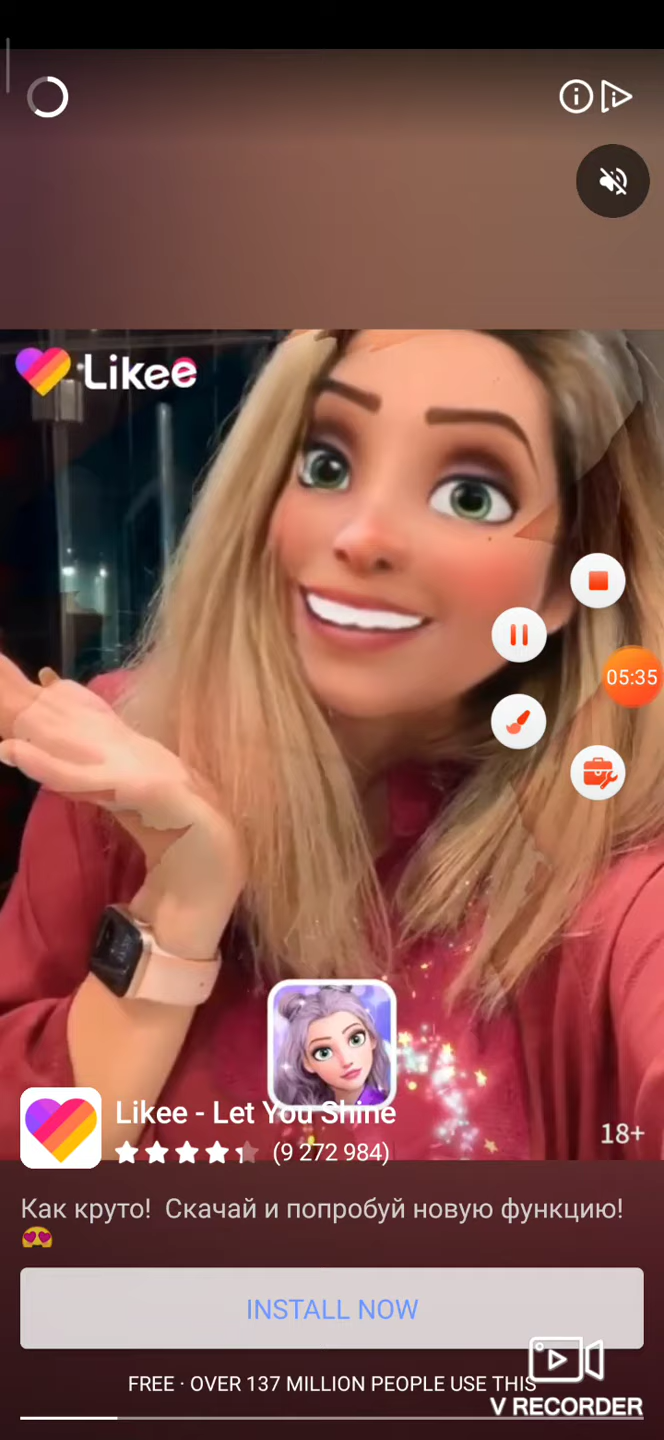 Likee
05:35
Likee - Let You Shine
(9 272 984)
18+
Как круто! Скачай и попробуй новую функцию!
😍
INSTALL NOW
FREE · OVER 137 MILLION PEOPLE USE THIS
V RECORDER